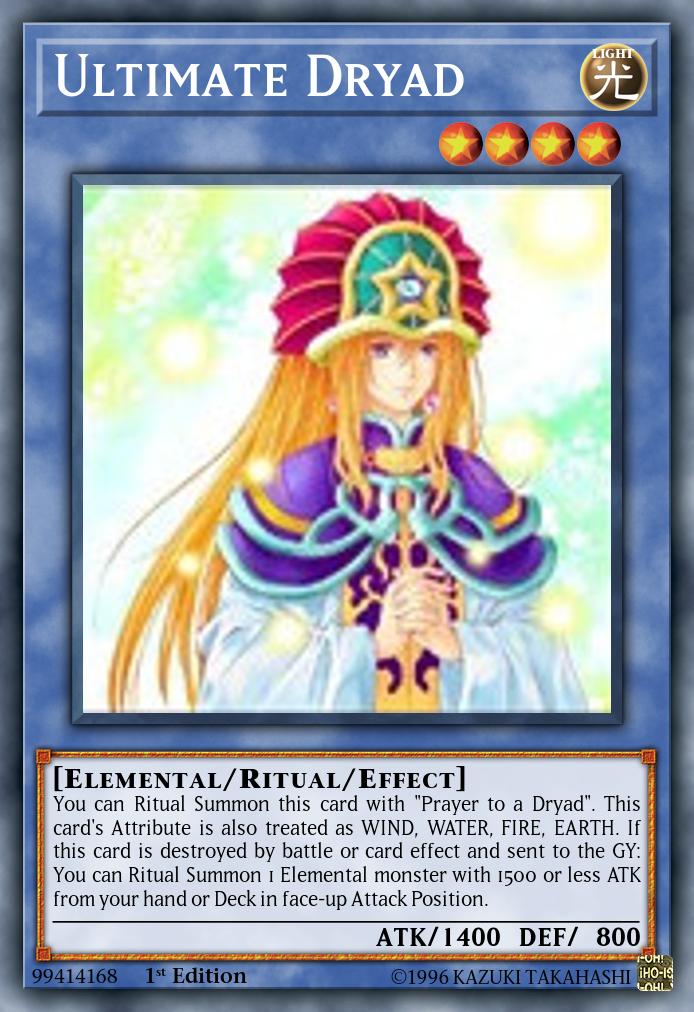 ULTIMATE DRYAD
LIGHT
光
[ELEMENTAL/RITUAL/EFFECT]
You can Ritual Summon this card with "Prayer to a Dryad". This
card's Attribute is also treated as WIND, WATER, FIRE, EARTH. If
this card is destroyed by battle or card effect and sent to the GY:
You can Ritual Summon 1 Elemental monster with 1500 or less ATK
from your hand or Deck in face-up Attack Position.
ATK/1400 DEF/ 800
99414168 1st Edition ©1996 KAZUKI TAKAHASHI